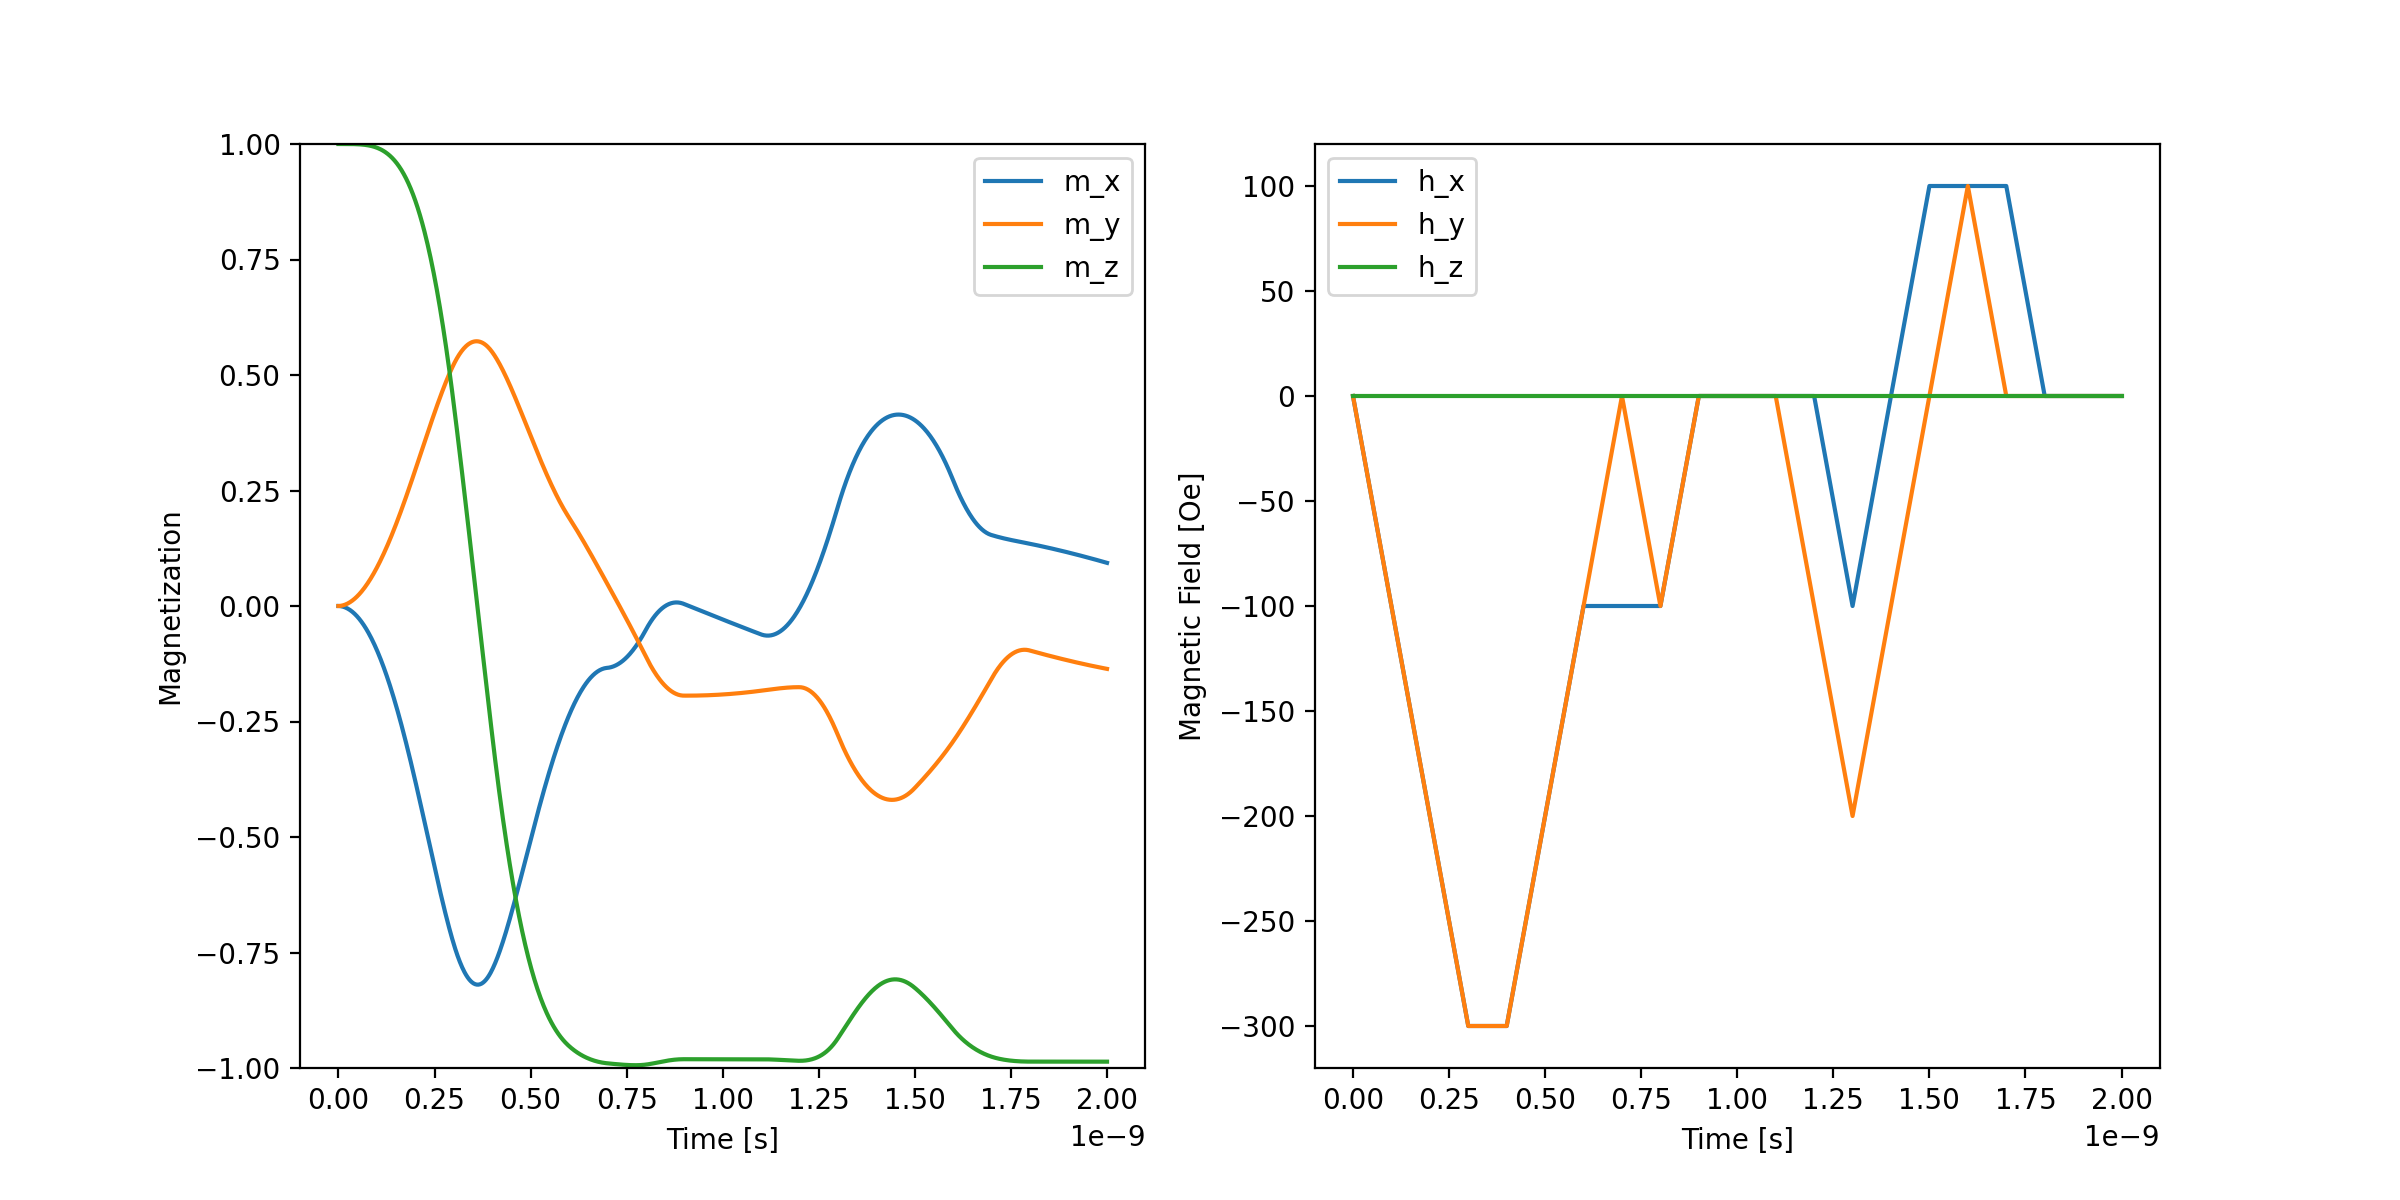 1.00
0.75
0.50
0.25
0.00
−0.25
−0.50
−0.75
−1.00
Magnetization
m_x
m_y
m_z
0.00 0.25 0.50 0.75 1.00 1.25 1.50 1.75 2.00
Time [s]
1e−9
100
50
0
−50
−100
−150
−200
−250
−300
Magnetic Field [Oe]
h_x
h_y
h_z
0.00 0.25 0.50 0.75 1.00 1.25 1.50 1.75 2.00
Time [s]
1e−9